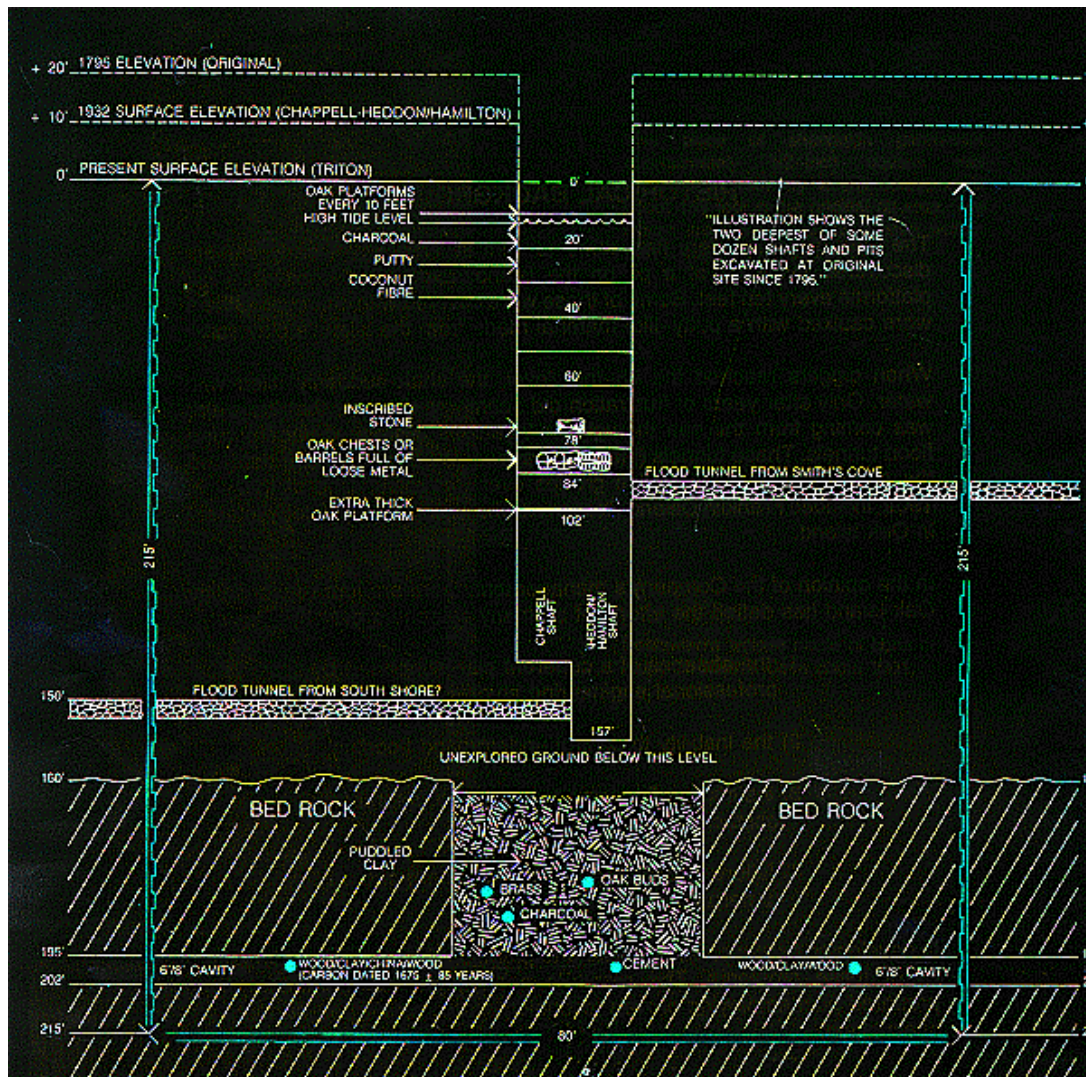 1795 ELEVATION (ORIGINAL)
+ 20'
1932 SURFACE ELEVATION (CHAPPELL-HEDDON/HAMILTON)
+ 10'
PRESENT SURFACE ELEVATION (TRITON)
0'
0'
OAK PLATFORMS
EVERY 10 FEET
HIGH TIDE LEVEL
CHARCOAL
20'
PUTTY
COCONUT
FIBRE
40'
60'
"ILLUSTRATION SHOWS THE
TWO DEEPEST OF SOME
DOZEN SHAFTS AND PITS
EXCAVATED AT ORIGINAL
SITE SINCE 1795."
INSCRIBED
STONE
78'
OAK CHESTS OR
BARRELS FULL OF
LOOSE METAL
84'
FLOOD TUNNEL FROM SMITH'S COVE
EXTRA THICK
OAK PLATFORM
102'
215'
215'
CHAPPELL
SHAFT
HEDDON/
HAMILTON
SHAFT
150'
FLOOD TUNNEL FROM SOUTH SHORE?
157'
UNEXPLORED GROUND BELOW THIS LEVEL
160'
BED ROCK
BED ROCK
PUDDLED
CLAY
OAK BUDS
BRASS
CHARCOAL
195'
6'/8' CAVITY
WOOD/CLAY/CHINA/WOOD
(CARBON DATED 1675 ± 85 YEARS)
CEMENT
WOOD/CLAY/WOOD
6'/8' CAVITY
202'
215'
80'